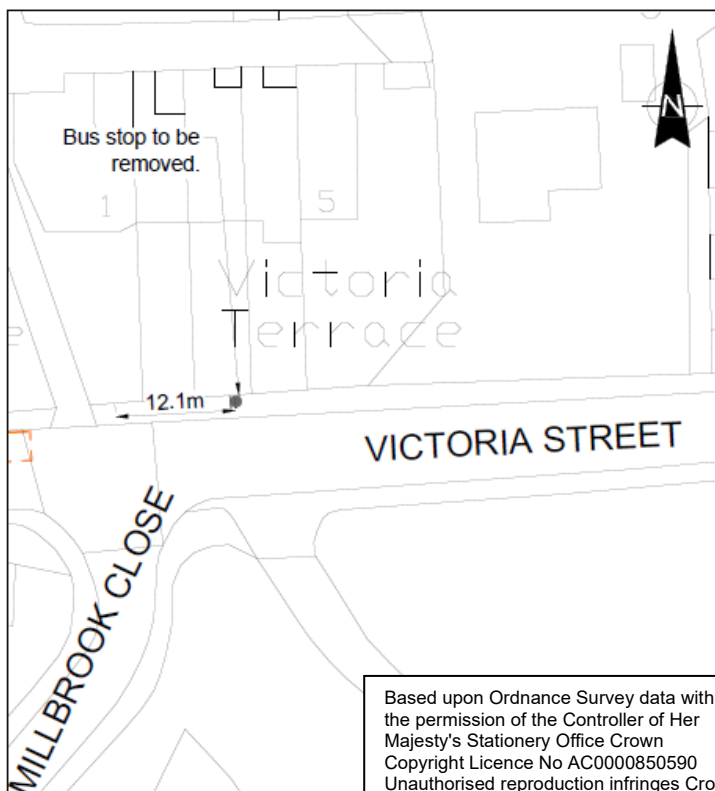 N
Bus stop to be
removed.
1
5
Victoria
Terrace
e
12.1m
VICTORIA STREET
MILLBROOK CLOSE
Based upon Ordnance Survey data with
the permission of the Controller of Her
Majesty's Stationery Office Crown
Copyright Licence No AC0000850590
Unauthorised reproduction infringes Cro